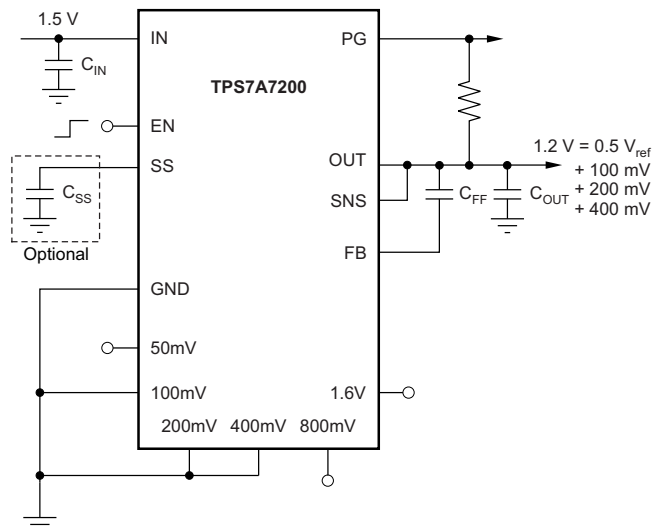 1.5 V
IN
PG
C_IN
TPS7A7200
EN
SS
OUT
1.2 V = 0.5 V_ref
+ 100 mV
+ 200 mV
+ 400 mV
C_SS
SNS
C_FF
C_OUT
Optional
FB
GND
50mV
100mV
1.6V
200mV 400mV 800mV